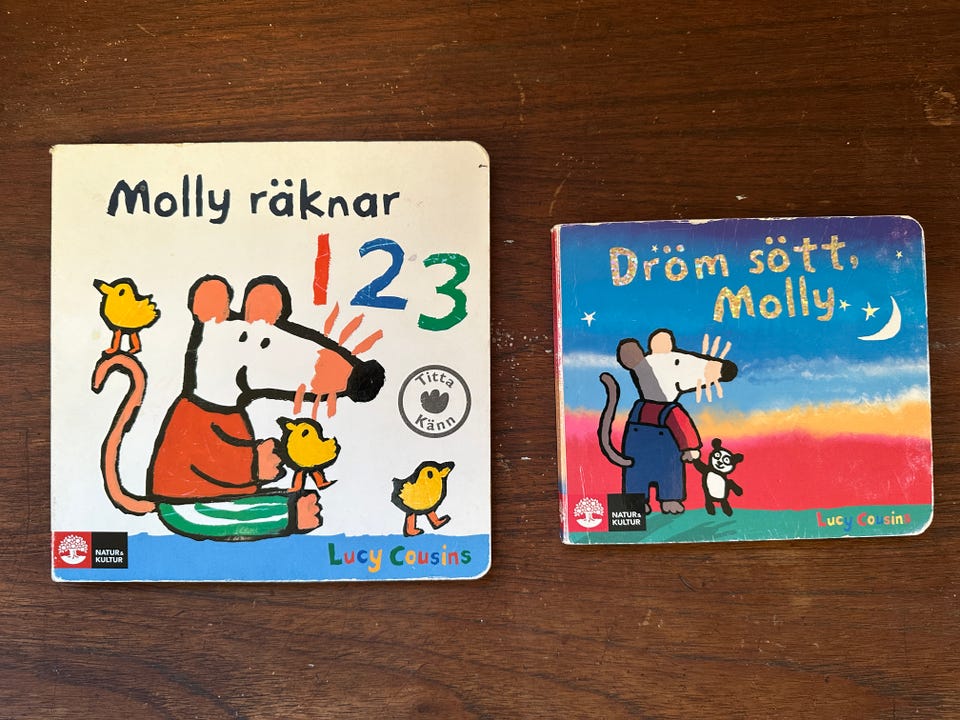 Molly räknar
1 2 3
Titta
Känn
NATUR &
KULTUR
Lucy Cousins
Dröm sött,
Molly
NATUR &
KULTUR
Lucy Cousins